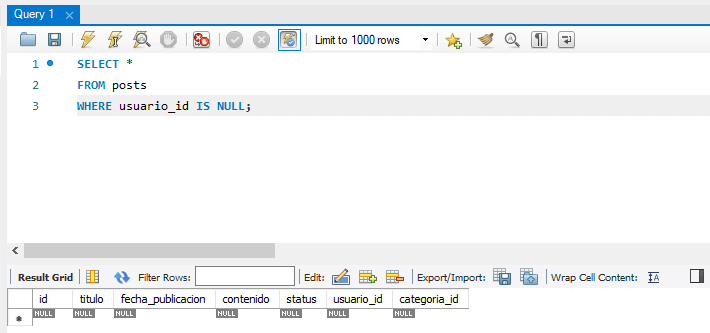 Query 1
Limit to 1000 rows
1 SELECT *
2 FROM posts
3 WHERE usuario_id IS NULL;
Result Grid Filter Rows: Edit: Export/Import: Wrap Cell Content: IA
id titulo fecha_publicacion contenido status usuario_id categoria_id
NULL NULL NULL NULL NULL NULL NULL